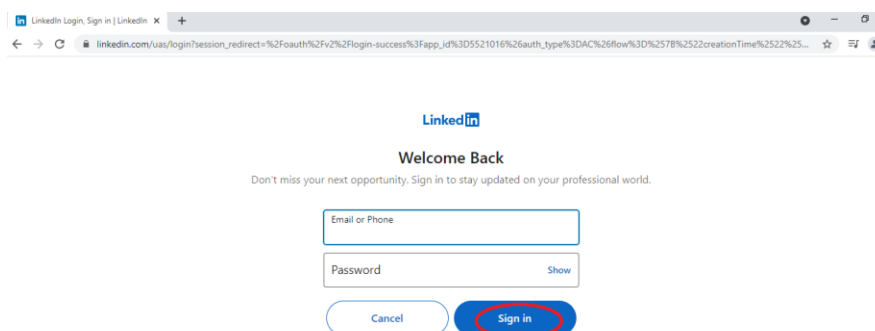 LinkedIn Login, Sign in | LinkedIn
linkedin.com/uas/login?session_redirect=%2Foauth%2Fv2%2Flogin-success%3Fapp_id%3D5521016%26auth_type%3DAC%26flow%3D%257B%2522creationTime%2522%25...
Linked in
Welcome Back
Don't miss your next opportunity. Sign in to stay updated on your professional world.
Email or Phone
Password Show
Cancel Sign in